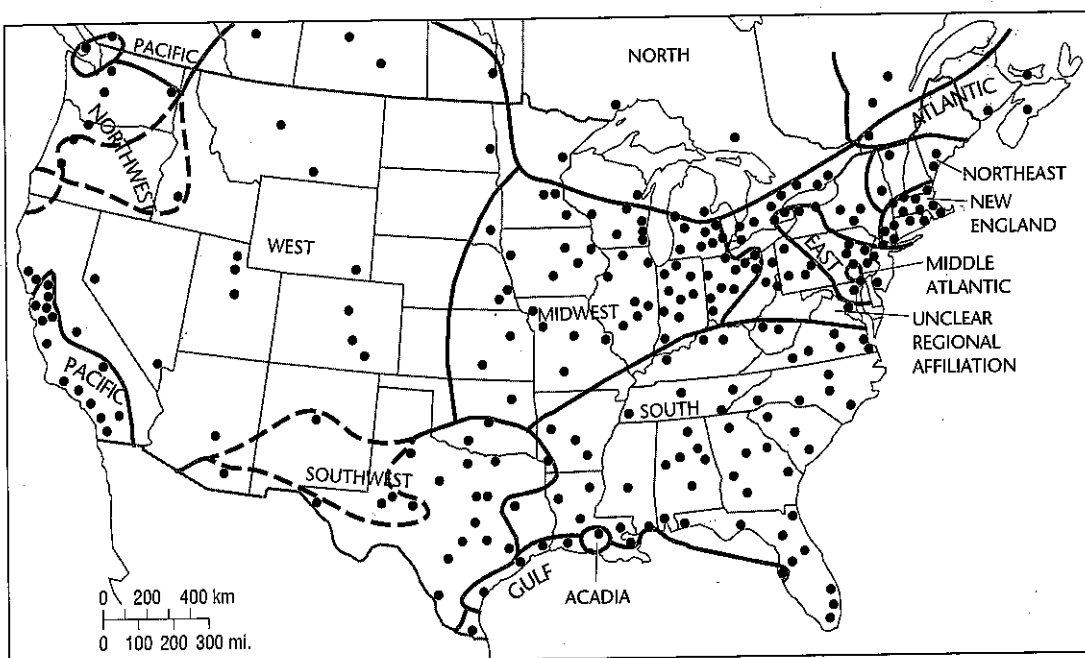 PACIFIC
NORTH
ATLANTIC
NORTHWEST
NORTHEAST
NEW
ENGLAND
WEST
EAST
MIDDLE
ATLANTIC
MIDWEST
UNCLEAR
REGIONAL
AFFILIATION
PACIFIC
SOUTH
SOUTHWEST
GULF
ACADIA
0 200 400 km
0 100 200 300 mi.